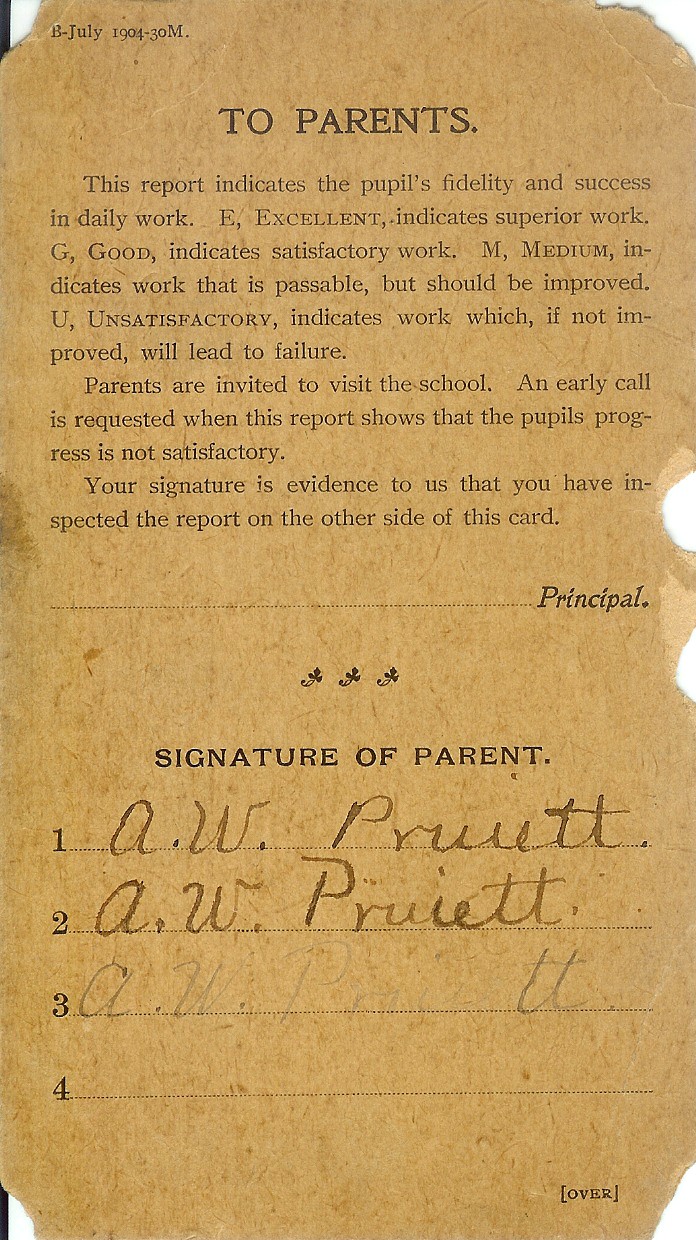 B-July 1904-30M.
TO PARENTS.
This report indicates the pupil's fidelity and success
in daily work. E, EXCELLENT, indicates superior work.
G, GOOD, indicates satisfactory work. M, MEDIUM, in-
dicates work that is passable, but should be improved.
U, UNSATISFACTORY, indicates work which, if not im-
proved, will lead to failure.
Parents are invited to visit the school. An early call
is requested when this report shows that the pupils prog-
ress is not satisfactory.
Your signature is evidence to us that you have in-
spected the report on the other side of this card.
Principal.
SIGNATURE OF PARENT.
1 A.W. Pruiett.
2 A.W. Pruiett.
3 A.W. Pruiett.
4
[OVER]